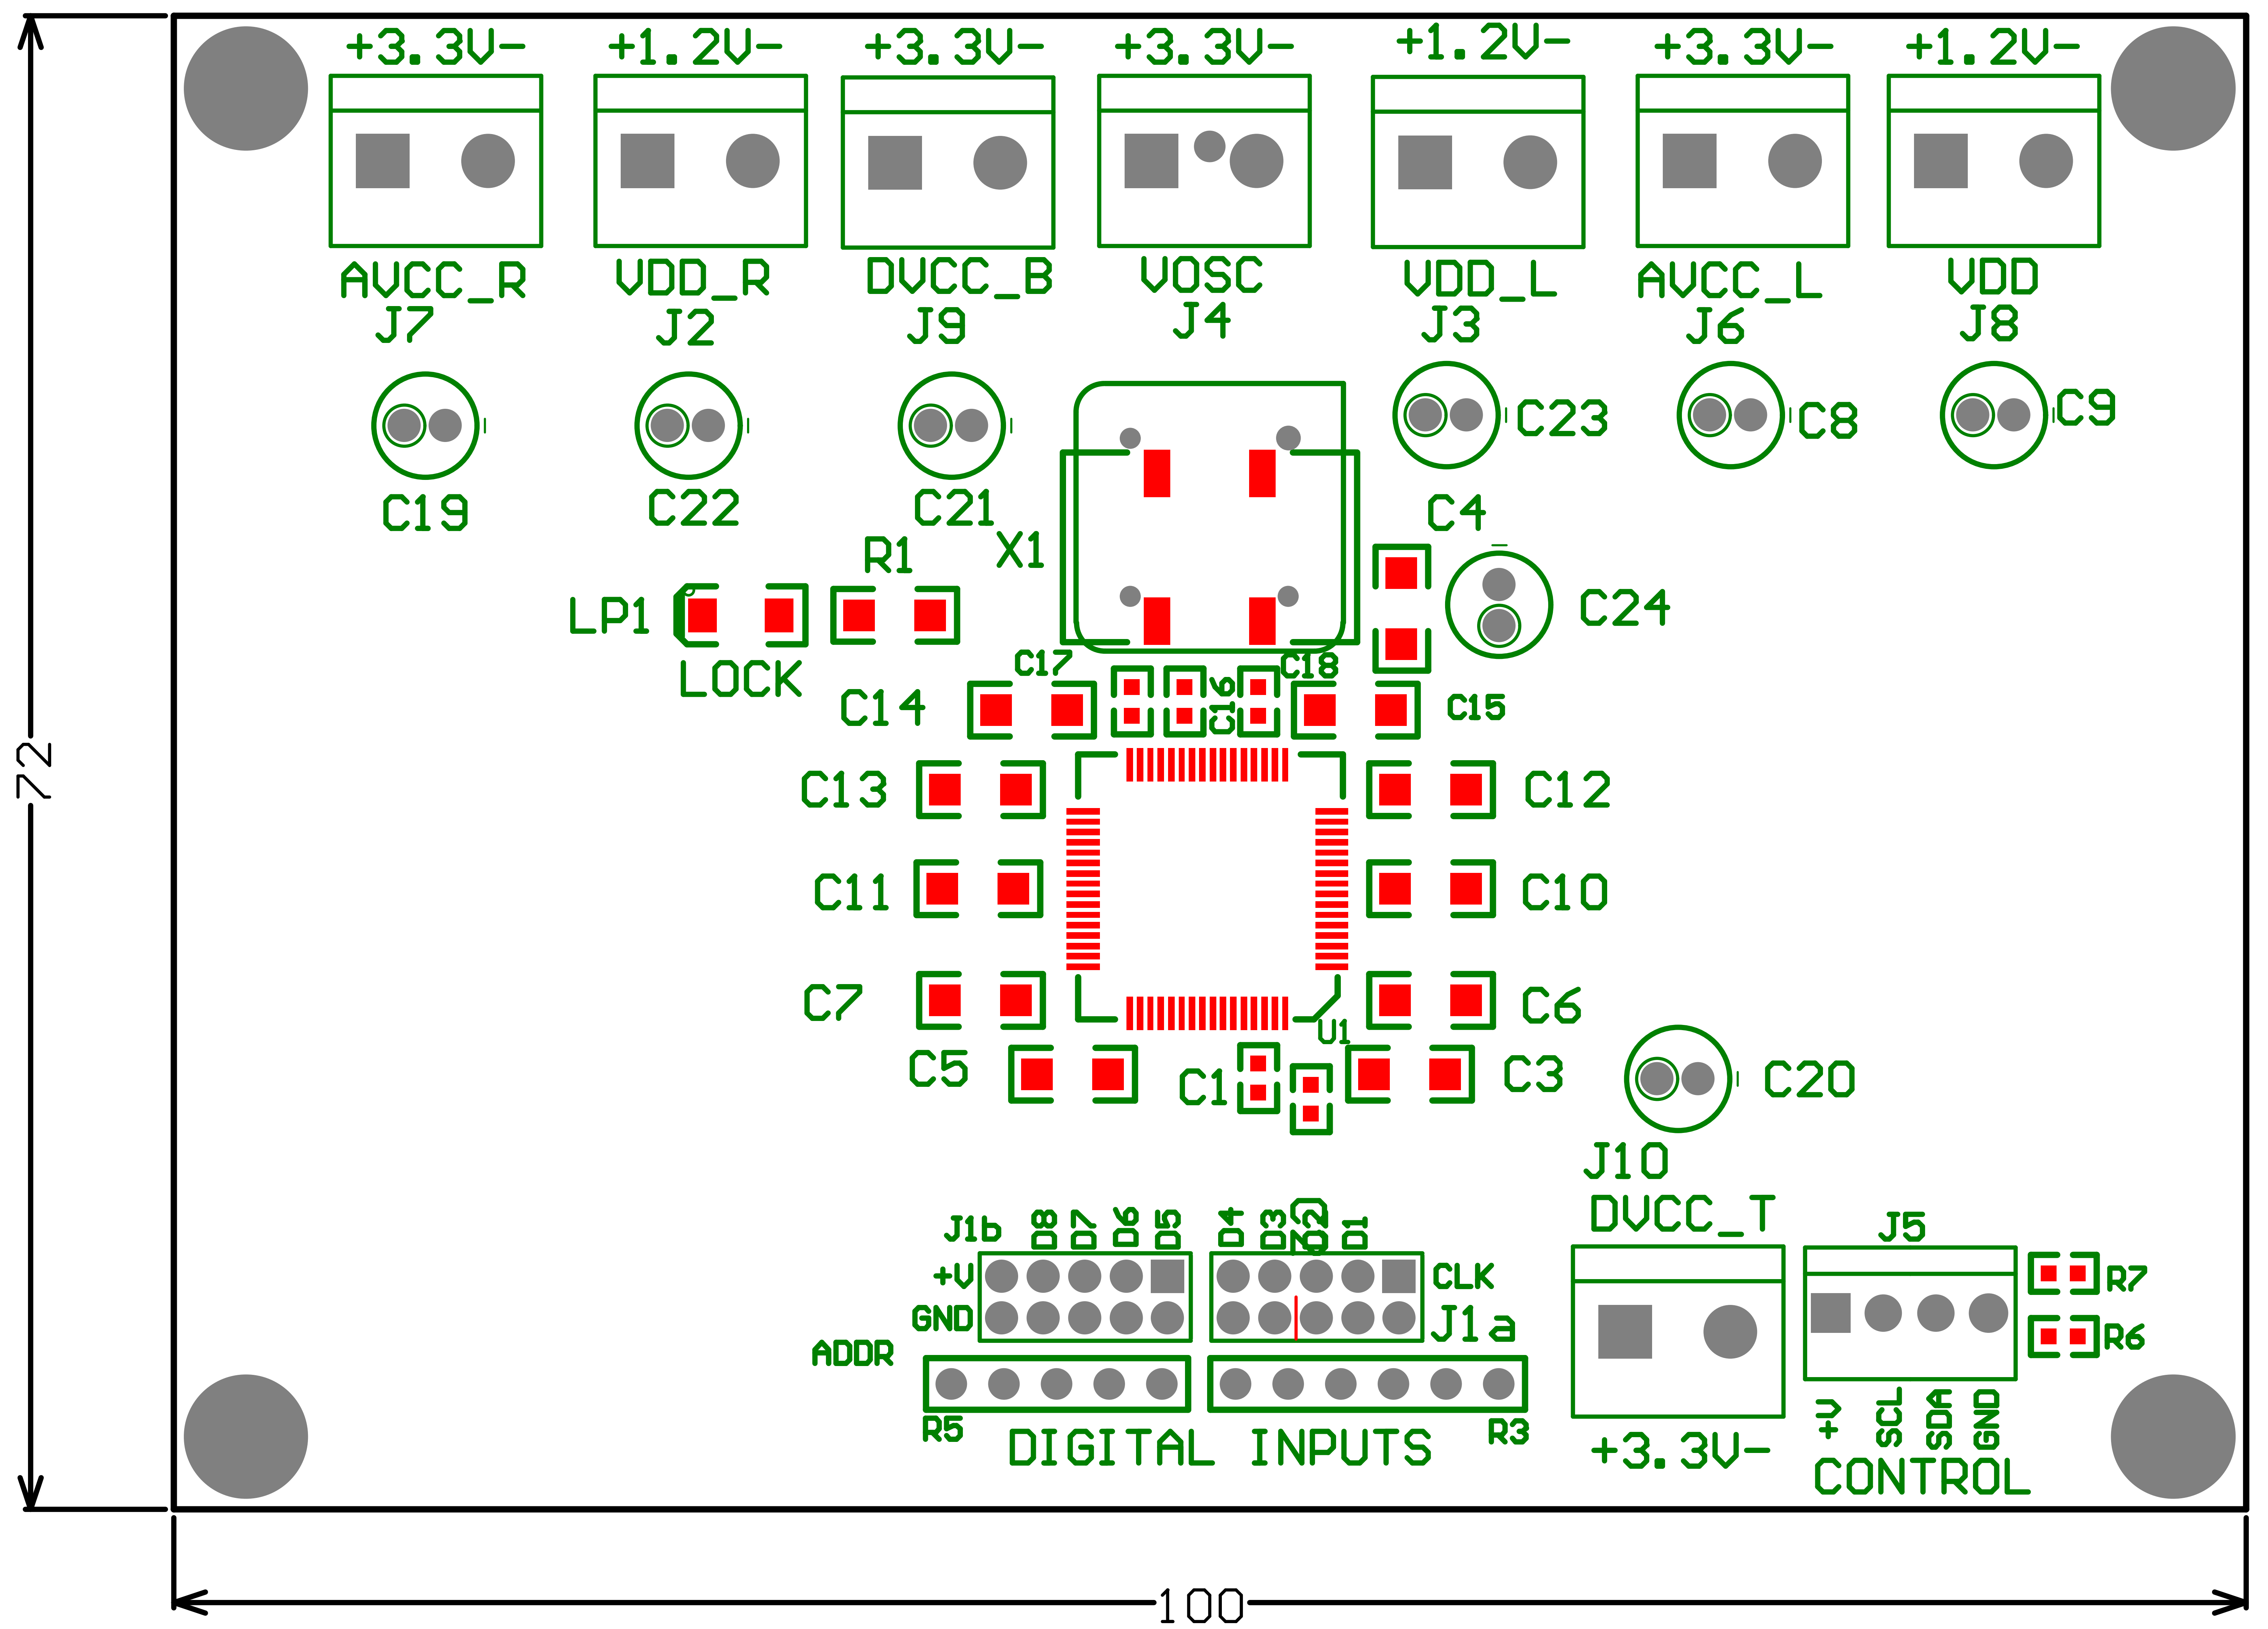 +3.3V- +1.2V- +3.3V- +3.3V- +1.2V- +3.3V- +1.2V-
AVCC_R VDD_R DVCC_B VOSC VDD_L AVCC_L VDD
J7 J2 J9 J4 J3 J6 J8
C23 C8 C9
C19 C22 C21 C4
R1 X1
LP1 C24
LOCK C17 C18
C14 C16 C15
72
C13 C12
C11 C10
C7 C6
U1
C5 C1 C3 C20
J10
DVCC_T
J1b D8 D7 D6 D5 D4 D3 D2 D1 J5
+V CLK R7
GND J1a
ADDR R6
R5 R3
+V SCL SDA GND
DIGITAL INPUTS
+3.3V-
CONTROL
100